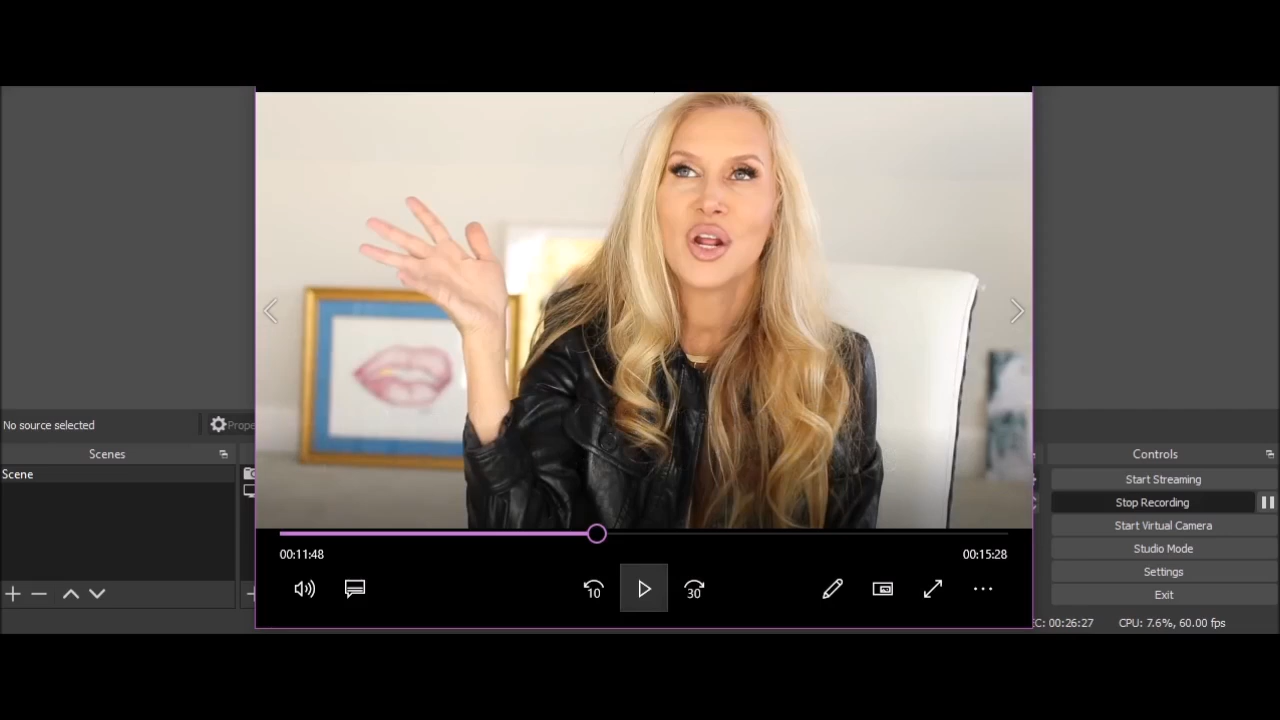 No source selected
Scenes
Scene
00:11:48
00:15:28
10
30
Controls
Start Streaming
Stop Recording
Start Virtual Camera
Studio Mode
Settings
Exit
00:26:27
CPU: 7.6%, 60.00 fps